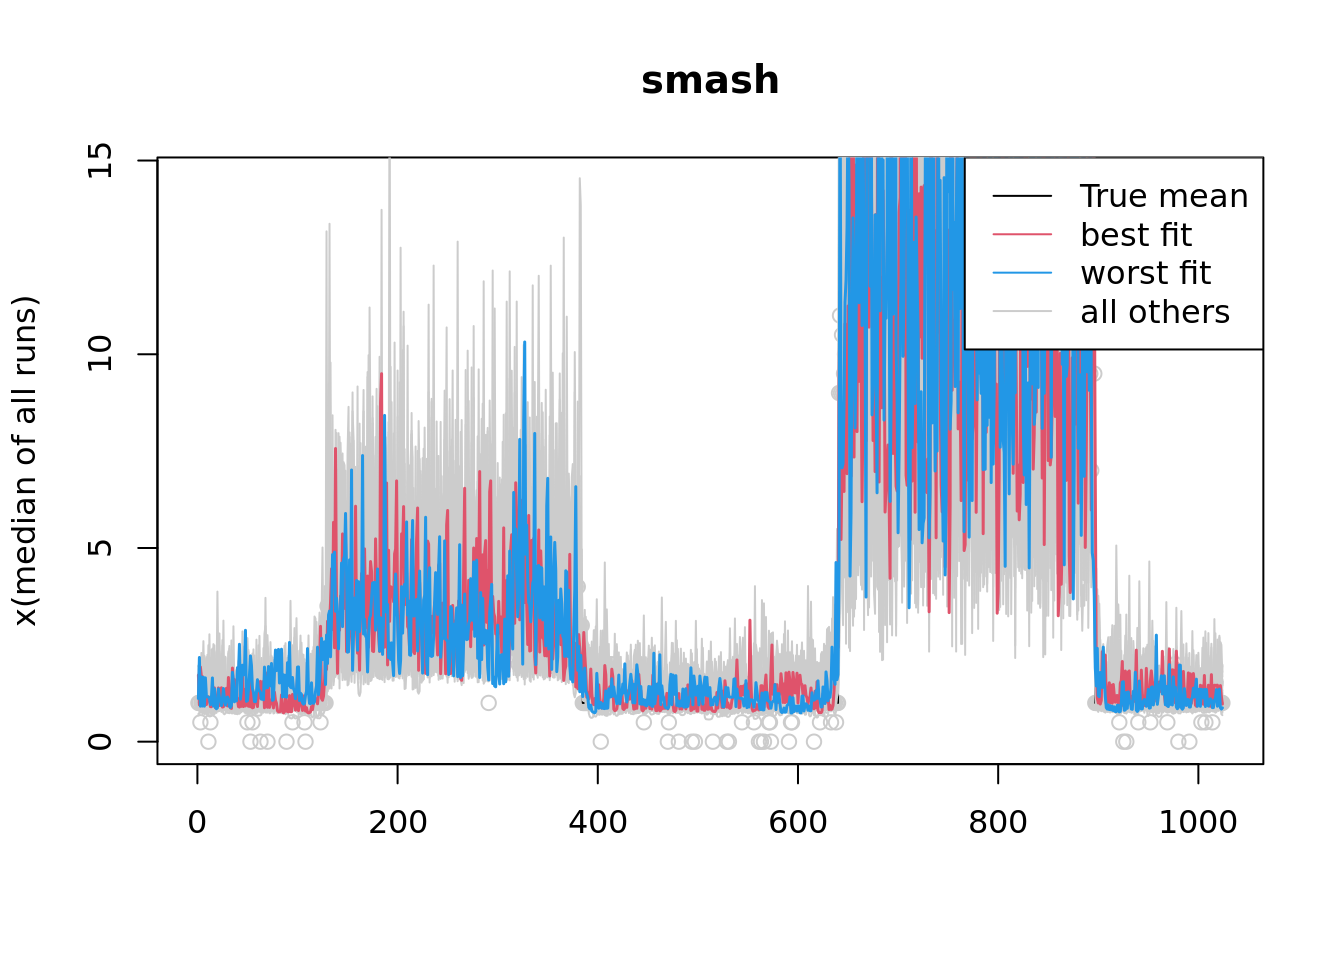 smash
x(median of all runs)
15
10
5
0
True mean
best fit
worst fit
all others
0 200 400 600 800 1000